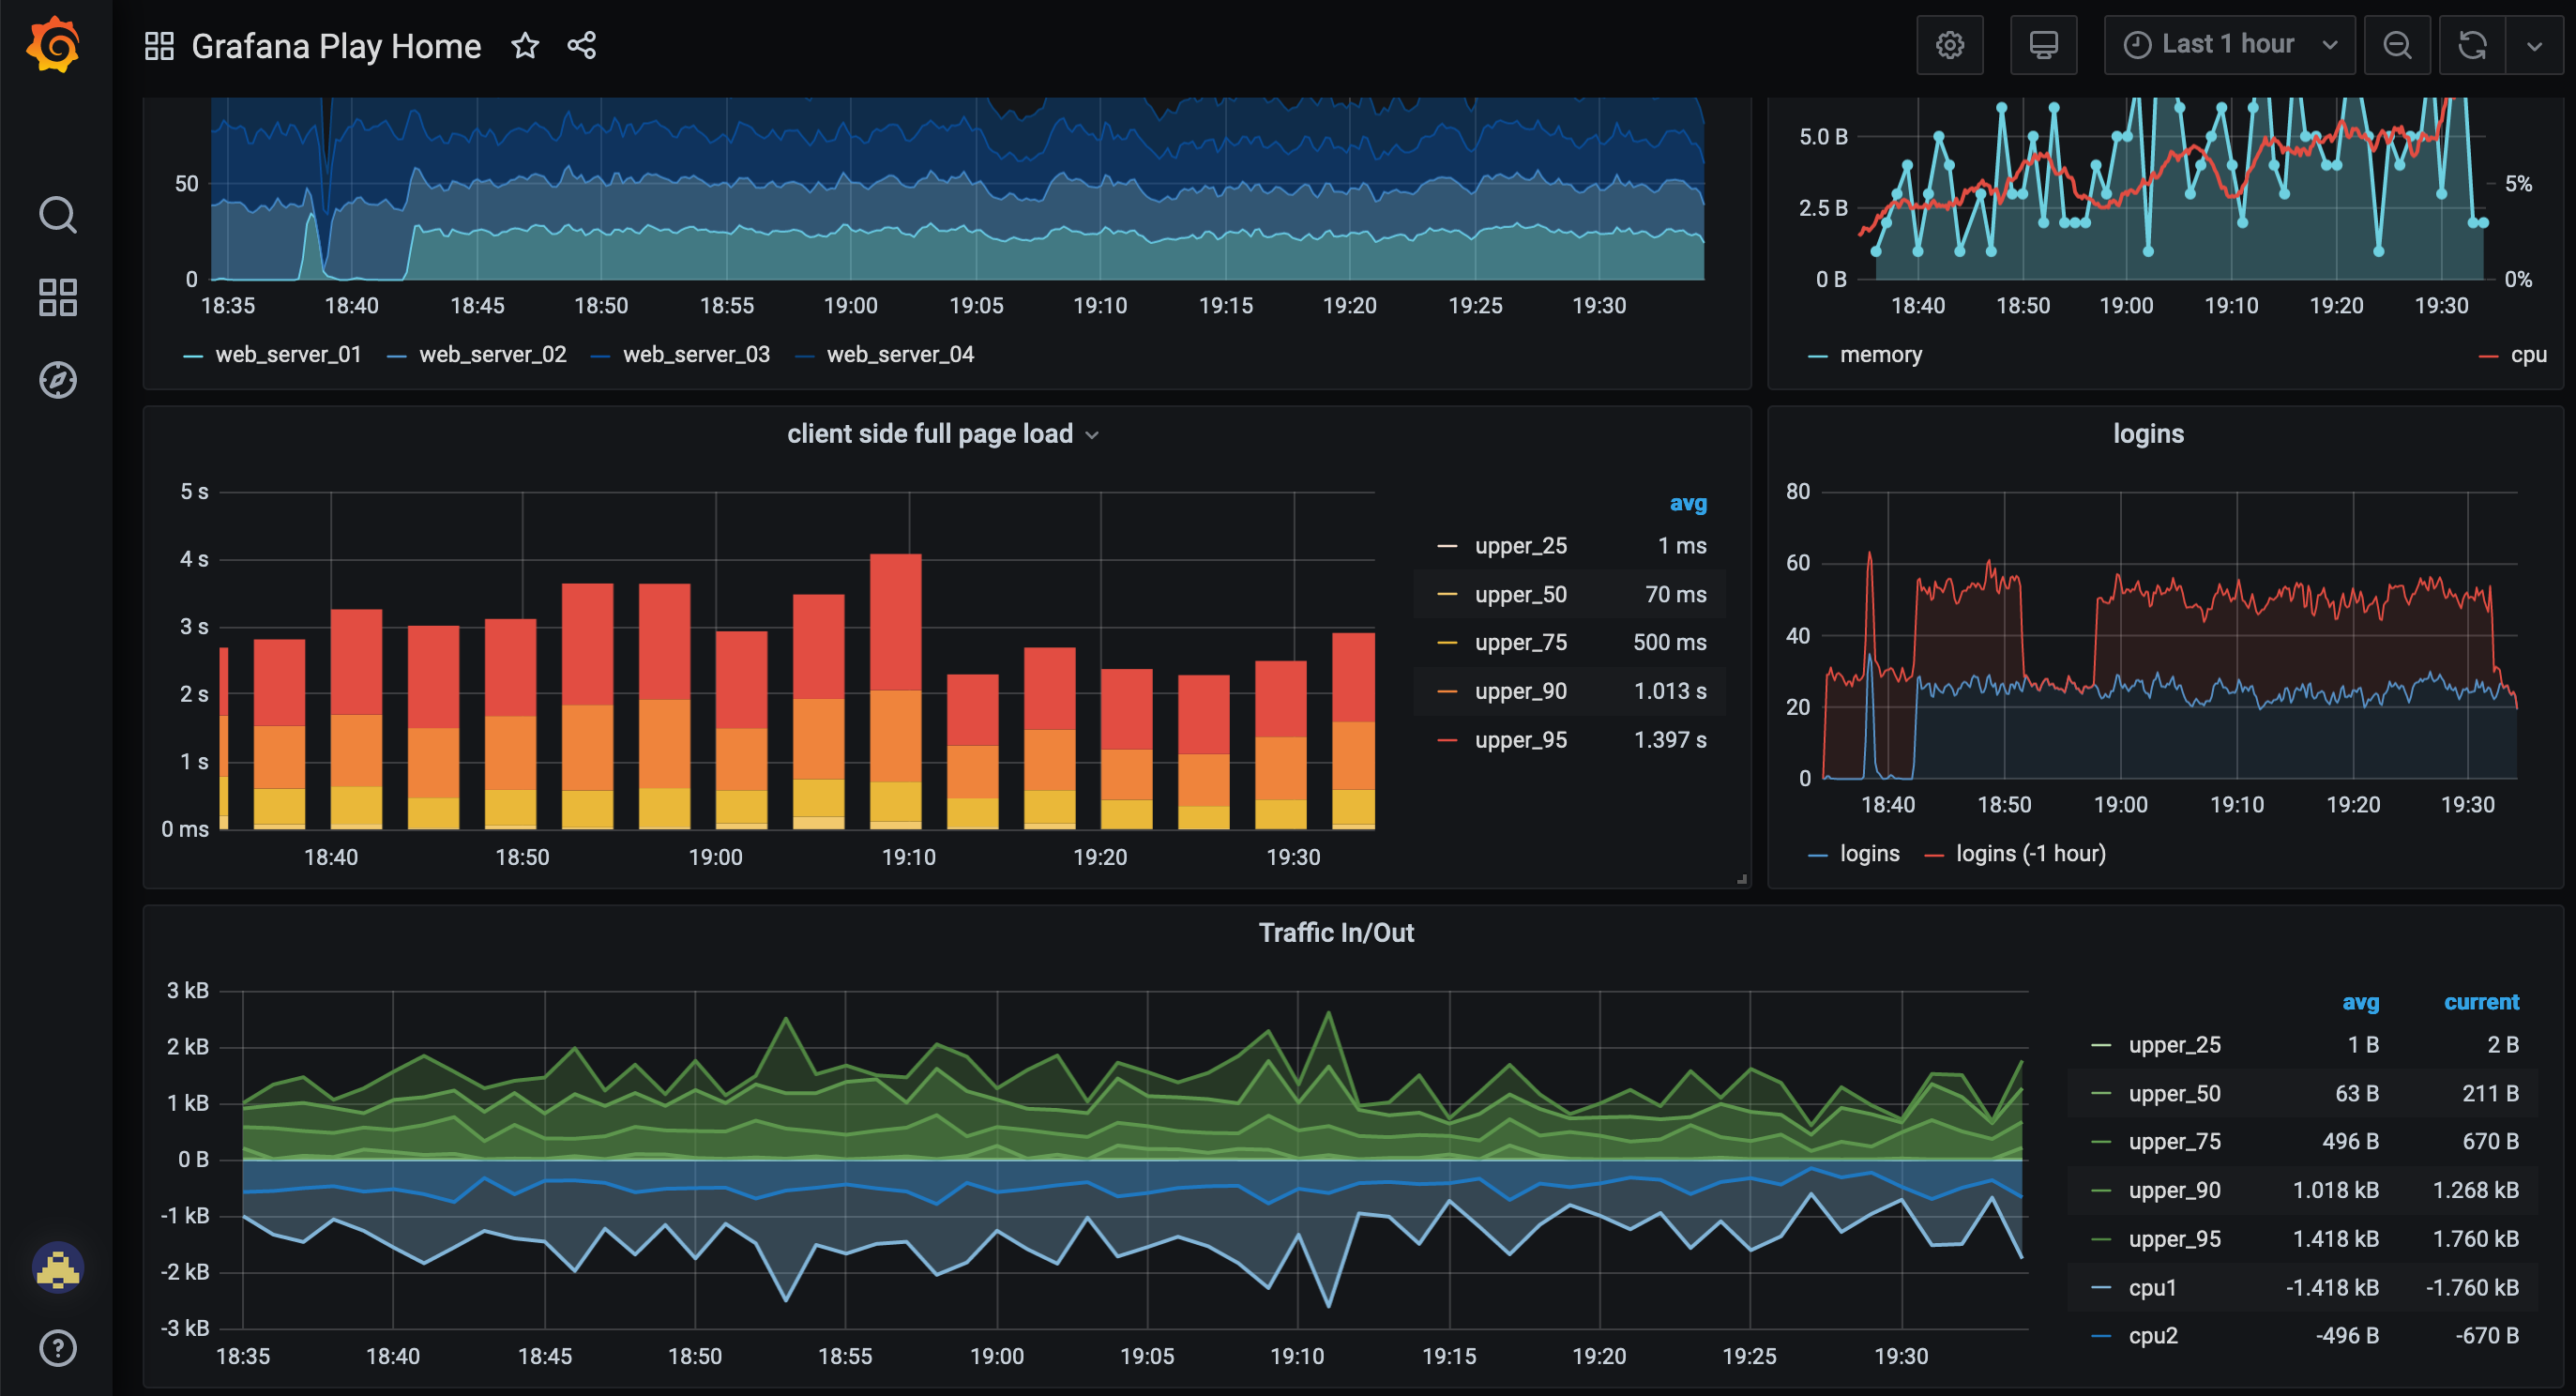 Grafana Play Home
Last 1 hour
50
0
18:35 18:40 18:45 18:50 18:55 19:00 19:05 19:10 19:15 19:20 19:25 19:30
web_server_01 web_server_02 web_server_03 web_server_04
5.0 B
2.5 B
0 B
5%
0%
18:40 18:50 19:00 19:10 19:20 19:30
memory cpu
client side full page load
5 s
4 s
3 s
2 s
1 s
0 ms
18:40 18:50 19:00 19:10 19:20 19:30
avg
upper_25 1 ms
upper_50 70 ms
upper_75 500 ms
upper_90 1.013 s
upper_95 1.397 s
logins
80
60
40
20
0
18:40 18:50 19:00 19:10 19:20 19:30
logins logins (-1 hour)
Traffic In/Out
3 kB
2 kB
1 kB
0 B
-1 kB
-2 kB
-3 kB
18:35 18:40 18:45 18:50 18:55 19:00 19:05 19:10 19:15 19:20 19:25 19:30
avg current
upper_25 1 B 2 B
upper_50 63 B 211 B
upper_75 496 B 670 B
upper_90 1.018 kB 1.268 kB
upper_95 1.418 kB 1.760 kB
cpu1 -1.418 kB -1.760 kB
cpu2 -496 B -670 B